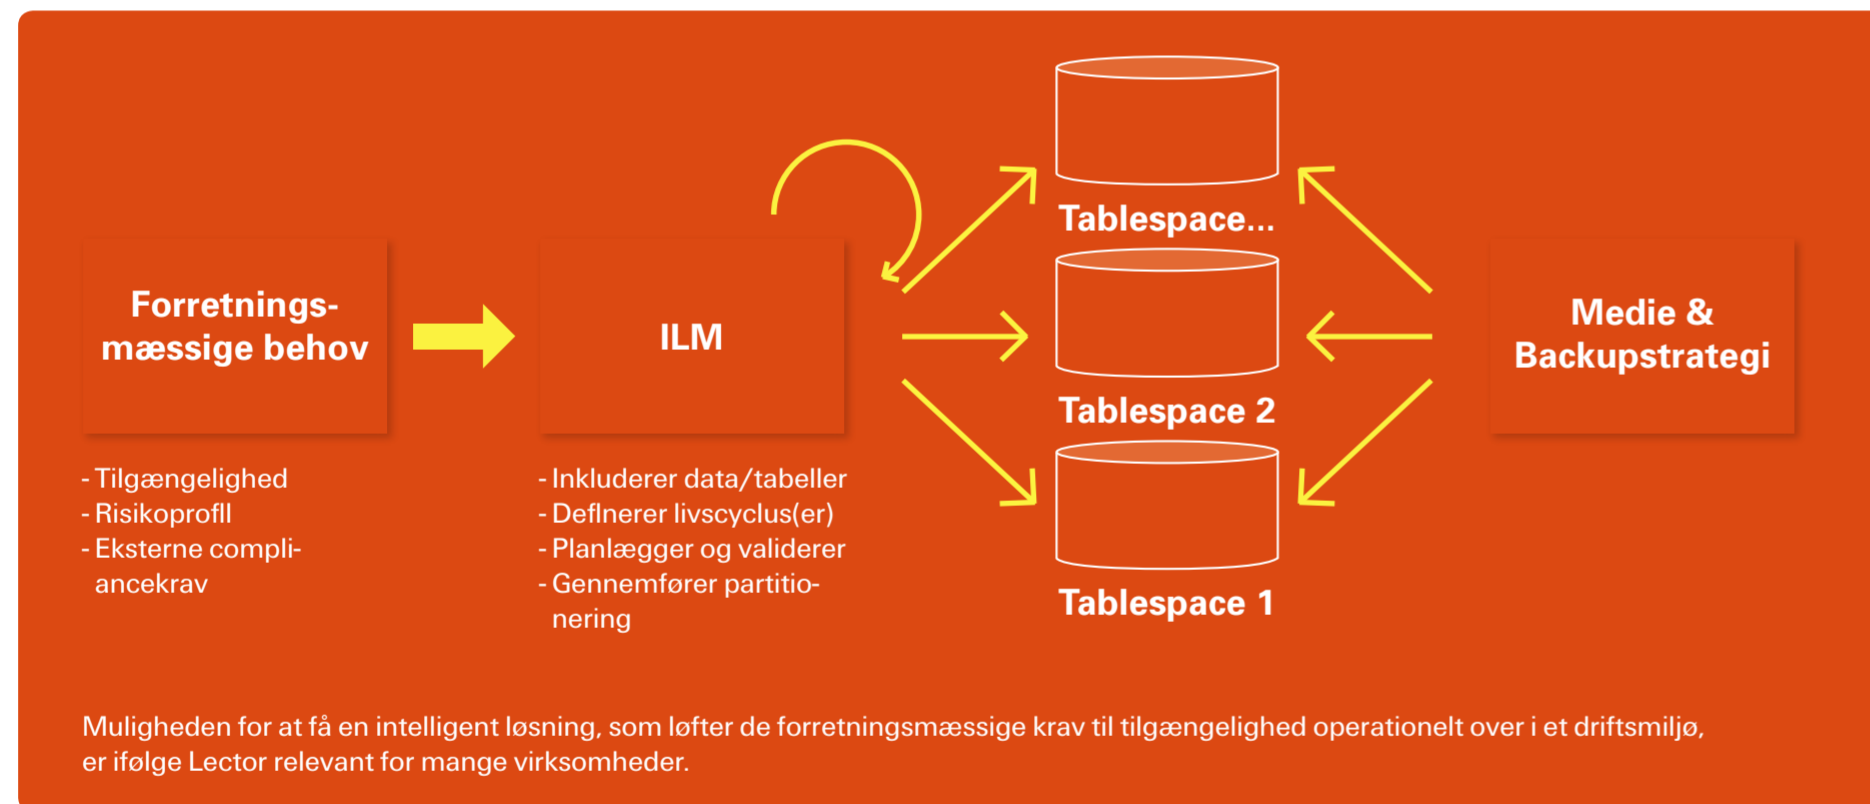 Forretnings-
mæssige behov
- Tilgængelighed
- Risikoprofll
- Eksterne compli-
ancekrav
ILM
- Inkluderer data/tabeller
- Deflnerer livscyclus(er)
- Planlægger og validerer
- Gennemfører partitio-
nering
Tablespace...
Tablespace 2
Tablespace 1
Medie &
Backupstrategi
Muligheden for at få en intelligent løsning, som løfter de forretningsmæssige krav til tilgængelighed operationelt over i et driftsmiljø,
er ifølge Lector relevant for mange virksomheder.